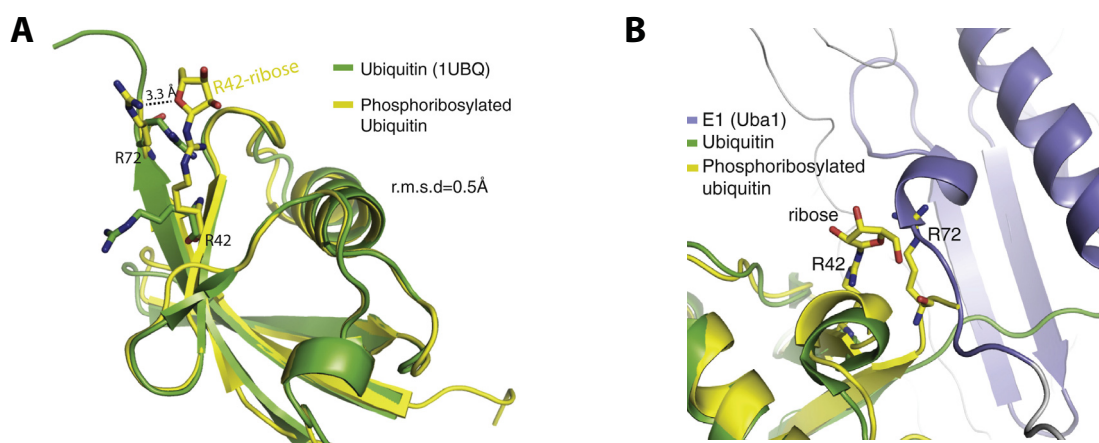 A
R42-ribose
3.3 Å
R72
R42
Ubiquitin (1UBQ)
Phosphoribosylated
Ubiquitin
r.m.s.d=0.5Å
B
E1 (Uba1)
Ubiquitin
Phosphoribosylated
ubiquitin
ribose
R72
R42